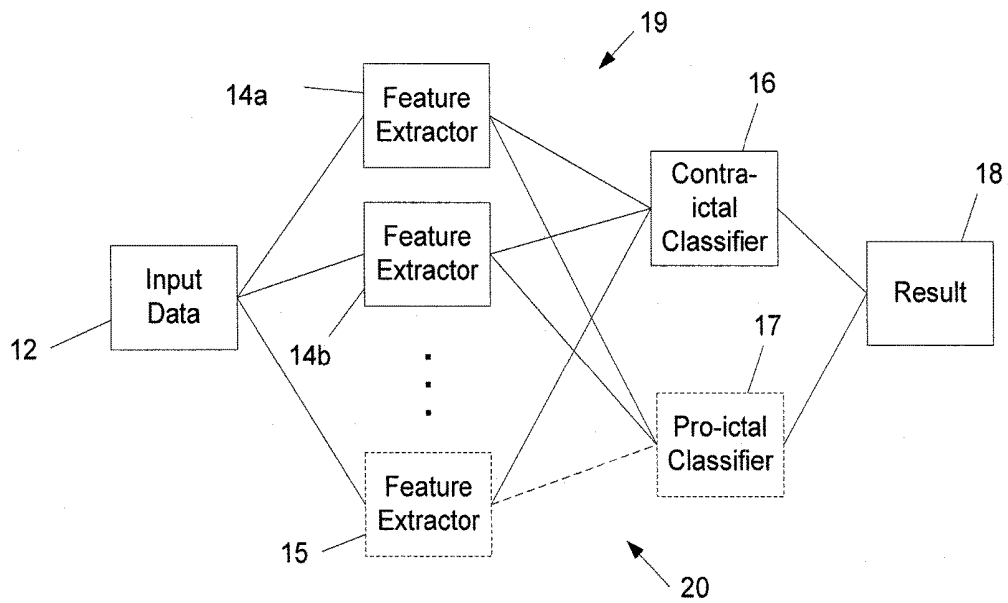 19
14a
Feature
Extractor
16
Contra-
ictal
Classifier
18
Feature
Extractor
Input
Data
Result
12
14b
17
Pro-ictal
Classifier
Feature
Extractor
15
20